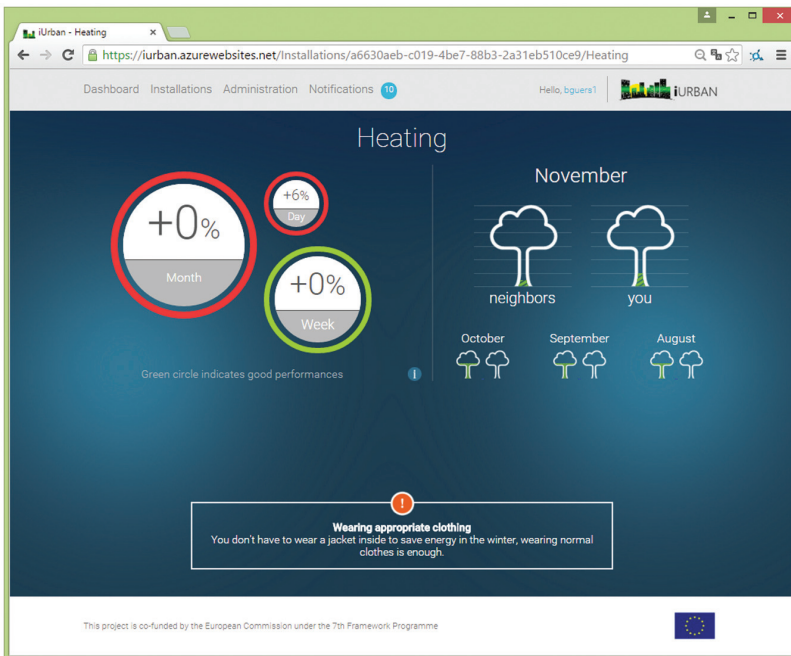 iUrban - Heating
https://iurban.azurewebsites.net/Installations/a6630aeb-c019-4be7-88b3-2a31eb510ce9/Heating
Dashboard Installations Administration Notifications 10 Hello, bguers1 iURBAN
Heating
+0%
Month
+6%
Day
+0%
Week
Green circle indicates good performances i
November
neighbors you
October September August
!
Wearing appropriate clothing
You don't have to wear a jacket inside to save energy in the winter, wearing normal
clothes is enough.
This project is co-funded by the European Commission under the 7th Framework Programme